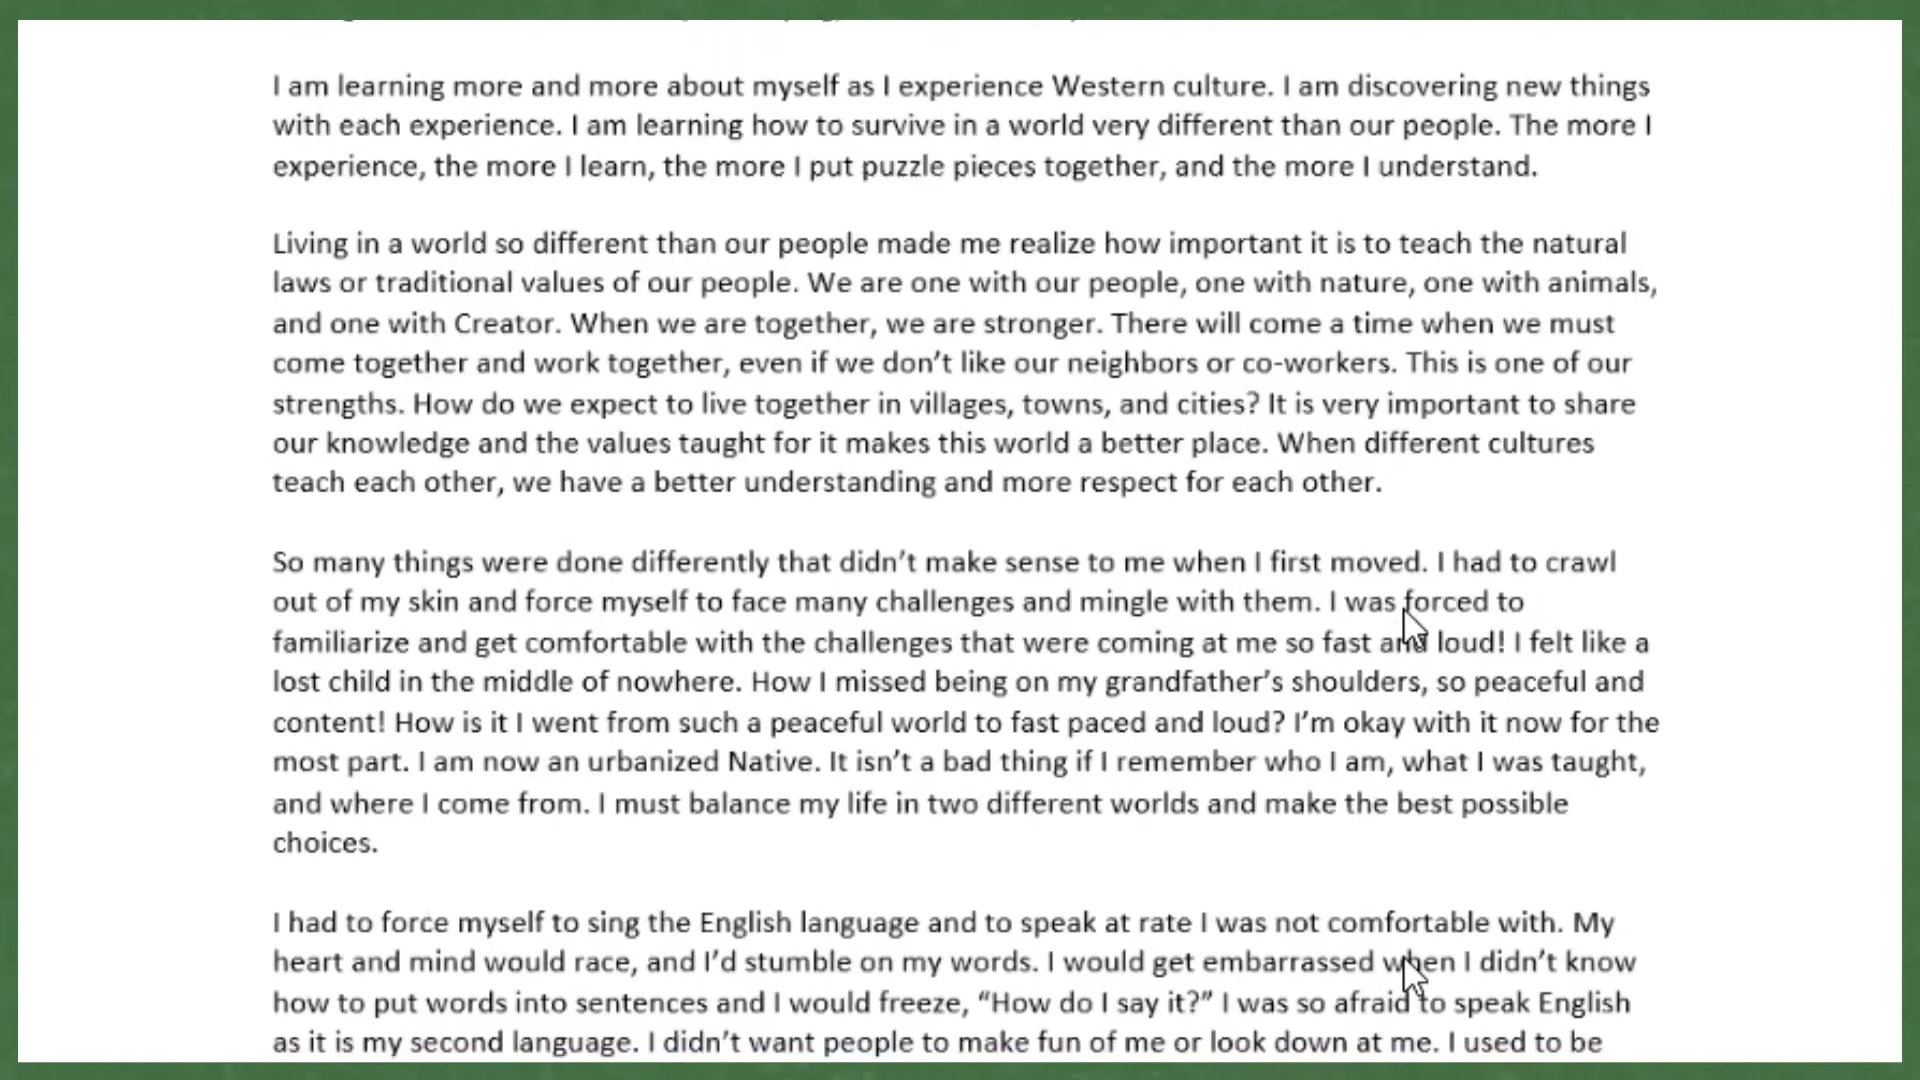 I am learning more and more about myself as I experience Western culture. I am discovering new things
with each experience. I am learning how to survive in a world very different than our people. The more I
experience, the more I learn, the more I put puzzle pieces together, and the more I understand.
Living in a world so different than our people made me realize how important it is to teach the natural
laws or traditional values of our people. We are one with our people, one with nature, one with animals,
and one with Creator. When we are together, we are stronger. There will come a time when we must
come together and work together, even if we don’t like our neighbors or co-workers. This is one of our
strengths. How do we expect to live together in villages, towns, and cities? It is very important to share
our knowledge and the values taught for it makes this world a better place. When different cultures
teach each other, we have a better understanding and more respect for each other.
So many things were done differently that didn’t make sense to me when I first moved. I had to crawl
out of my skin and force myself to face many challenges and mingle with them. I was forced to
familiarize and get comfortable with the challenges that were coming at me so fast and loud! I felt like a
lost child in the middle of nowhere. How I missed being on my grandfather’s shoulders, so peaceful and
content! How is it I went from such a peaceful world to fast paced and loud? I’m okay with it now for the
most part. I am now an urbanized Native. It isn’t a bad thing if I remember who I am, what I was taught,
and where I come from. I must balance my life in two different worlds and make the best possible
choices.
I had to force myself to sing the English language and to speak at rate I was not comfortable with. My
heart and mind would race, and I’d stumble on my words. I would get embarrassed when I didn’t know
how to put words into sentences and I would freeze, “How do I say it?” I was so afraid to speak English
as it is my second language. I didn’t want people to make fun of me or look down at me. I used to be